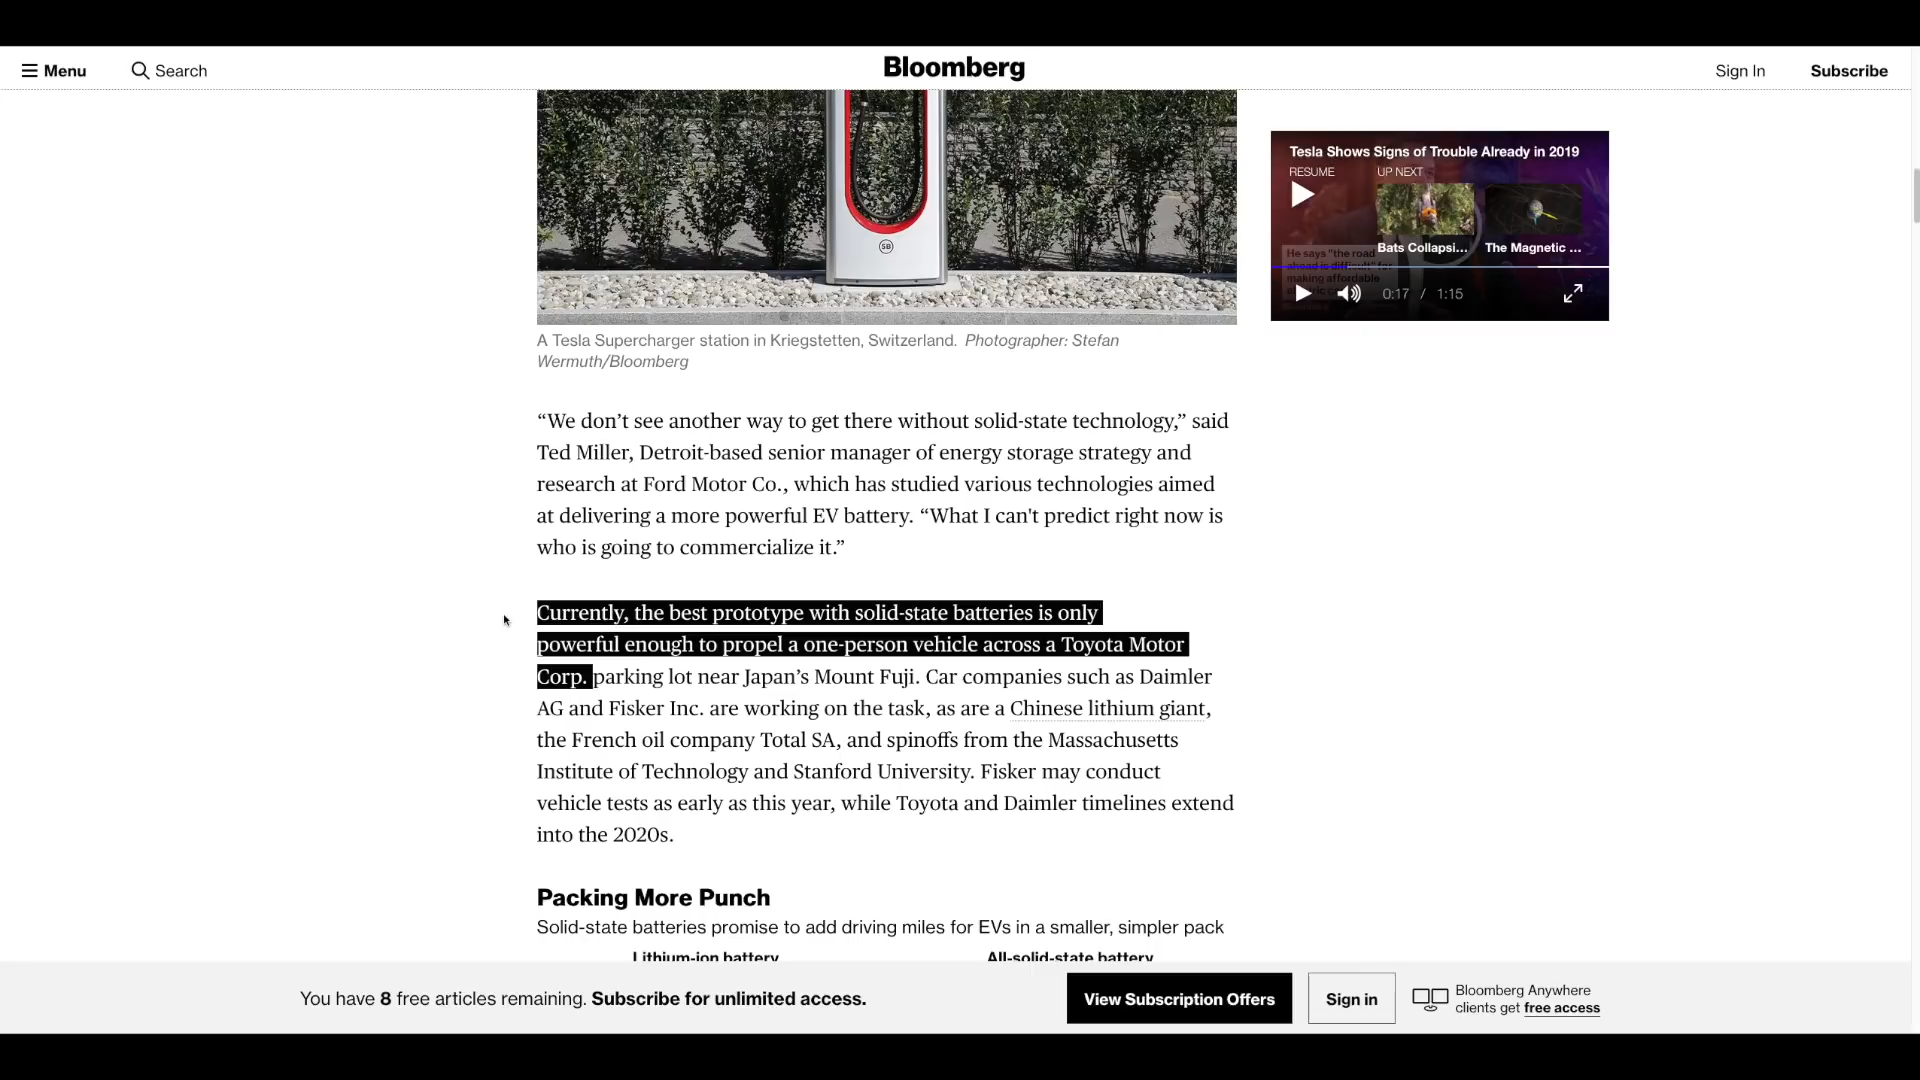 Menu
Search
Bloomberg
Sign In
Subscribe
5B
Tesla Shows Signs of Trouble Already in 2019
RESUME
UP NEXT
Bats Collapsi...
The Magnetic ...
He says "the road
ahead is difficult" for
making affordable
0:17 / 1:15
A Tesla Supercharger station in Kriegstetten, Switzerland. Photographer: Stefan
Wermuth/Bloomberg
“We don’t see another way to get there without solid-state technology,” said
Ted Miller, Detroit-based senior manager of energy storage strategy and
research at Ford Motor Co., which has studied various technologies aimed
at delivering a more powerful EV battery. “What I can't predict right now is
who is going to commercialize it.”
Currently, the best prototype with solid-state batteries is only
powerful enough to propel a one-person vehicle across a Toyota Motor
Corp. parking lot near Japan’s Mount Fuji. Car companies such as Daimler
AG and Fisker Inc. are working on the task, as are a Chinese lithium giant,
the French oil company Total SA, and spinoffs from the Massachusetts
Institute of Technology and Stanford University. Fisker may conduct
vehicle tests as early as this year, while Toyota and Daimler timelines extend
into the 2020s.
Packing More Punch
Solid-state batteries promise to add driving miles for EVs in a smaller, simpler pack
Lithium-ion battery
All-solid-state battery
You have 8 free articles remaining. Subscribe for unlimited access.
View Subscription Offers
Sign in
Bloomberg Anywhere
clients get free access